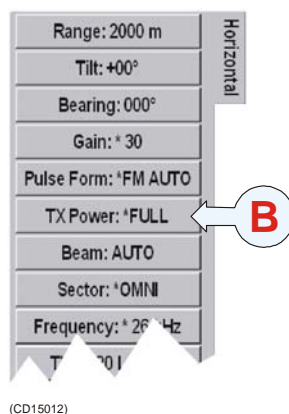 Horizontal
Range: 2000 m
Tilt: +00°
Bearing: 000°
Gain: * 30
Pulse Form: *FM AUTO
TX Power: *FULL
B
Beam: AUTO
Sector: *OMNI
Frequency: * 26 Hz
(CD15012)